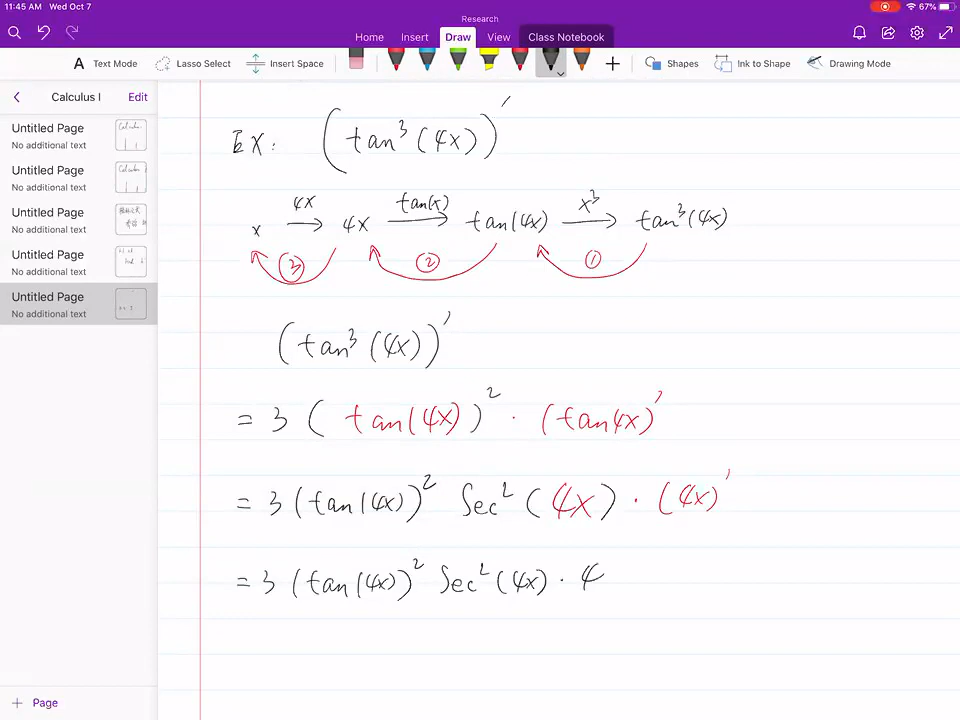 11:45 AM Wed Oct 7
67%
Research
Home Insert Draw View Class Notebook
Text Mode Lasso Select Insert Space Shapes Ink to Shape Drawing Mode
Calculus I Edit
Untitled Page
No additional text
Untitled Page
No additional text
Untitled Page
No additional text
Untitled Page
No additional text
Untitled Page
No additional text
Page
EX: (tan³(4x))′
4x tan(x) x³
x → 4x → tan(4x) → tan³(4x)
③ ② ①
(tan³(4x))′
= 3(tan(4x))² · (tan4x)′
= 3(tan(4x))² Sec²(4x) · (4x)′
= 3(tan(4x))² Sec²(4x) · 4